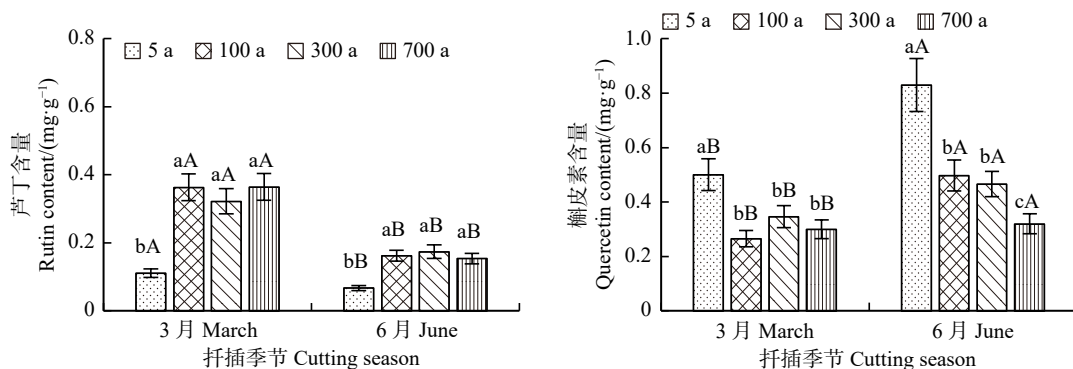 0.8
5 a 100 a 300 a 700 a
0.6
0.4
0.2
0
芦丁含量
Rutin content/(mg·g⁻¹)
bA aA aA aA
bB aB aB aB
3 月 March 6 月 June
扦插季节 Cutting season
1.0
5 a 100 a 300 a 700 a
0.8
0.6
0.4
0.2
0
槲皮素含量
Quercetin content/(mg·g⁻¹)
aB bB bB bB
aA bA bA cA
3 月 March 6 月 June
扦插季节 Cutting season